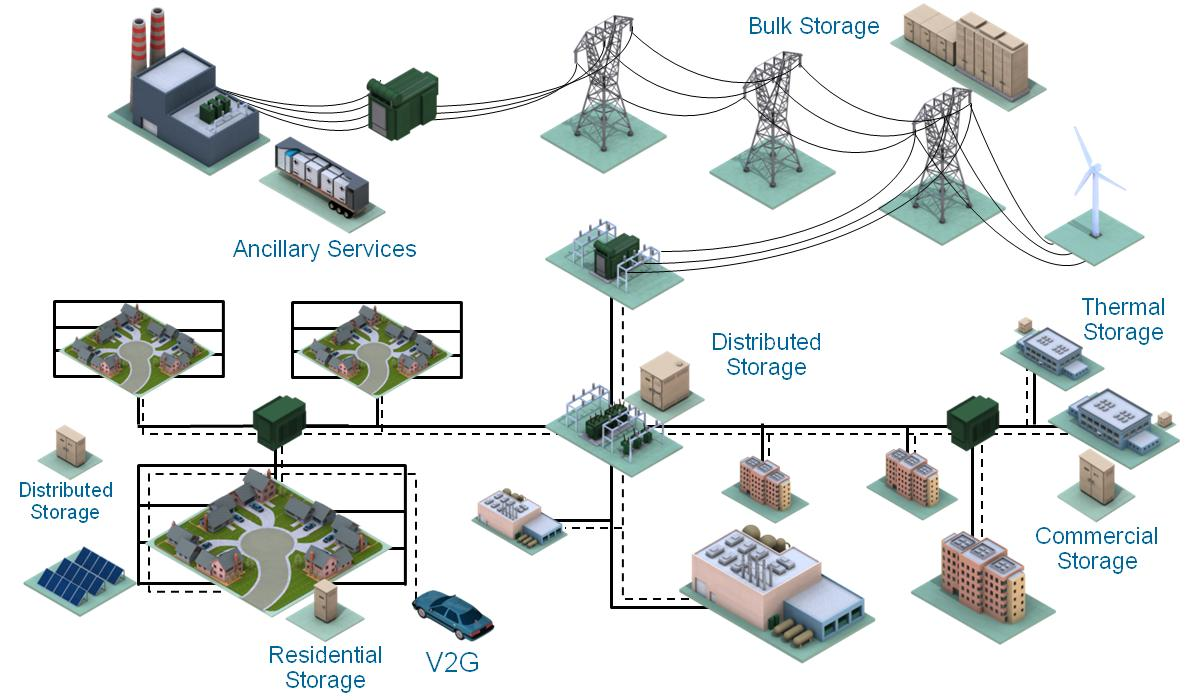 Bulk Storage
Ancillary Services
Thermal
Storage
Distributed
Storage
Distributed
Storage
Commercial
Storage
Residential
Storage
V2G